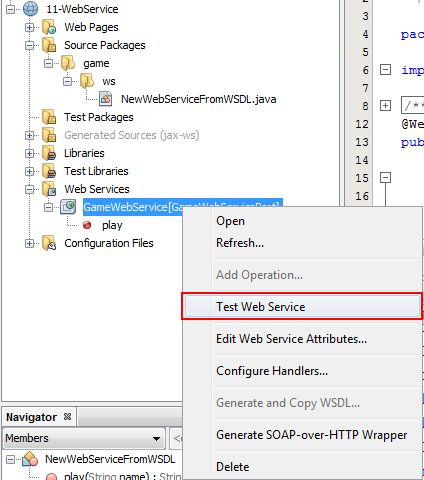 11-WebService
Web Pages
Source Packages
game
ws
NewWebServiceFromWSDL.java
Test Packages
Generated Sources (jax-ws)
Libraries
Test Libraries
Web Services
GameWebService[GameWebServicePort]
play
Configuration Files
Open
Refresh...
Add Operation...
Test Web Service
Edit Web Service Attributes...
Configure Handlers...
Generate and Copy WSDL...
Generate SOAP-over-HTTP Wrapper
Delete
Navigator
Members
NewWebServiceFromWSDL
play(String name) : String
3
4 pac
5
6 imp
7
8 /**
12 @We
13 pub
14
15
16